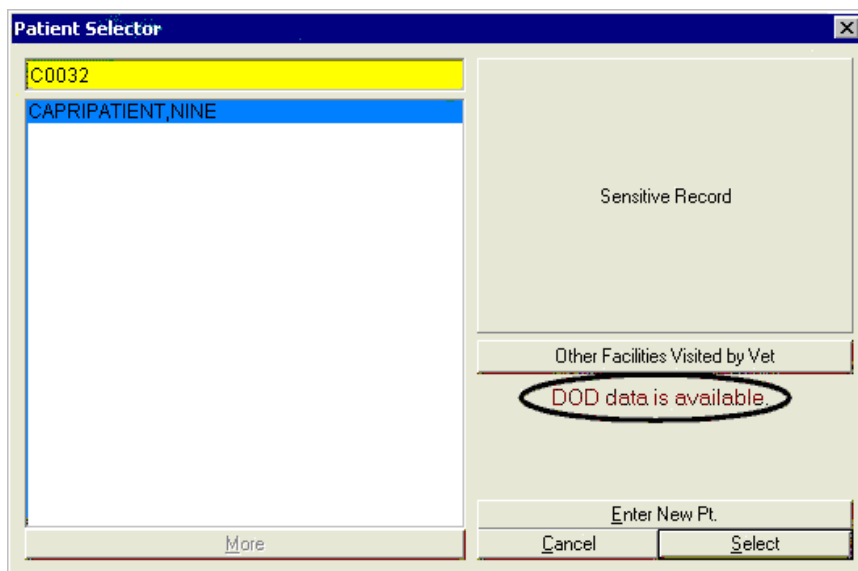 Patient Selector
C0032
CAPRIPATIENT,NINE
Sensitive Record
Other Facilities Visited by Vet
DOD data is available.
Enter New Pt.
More
Cancel
Select